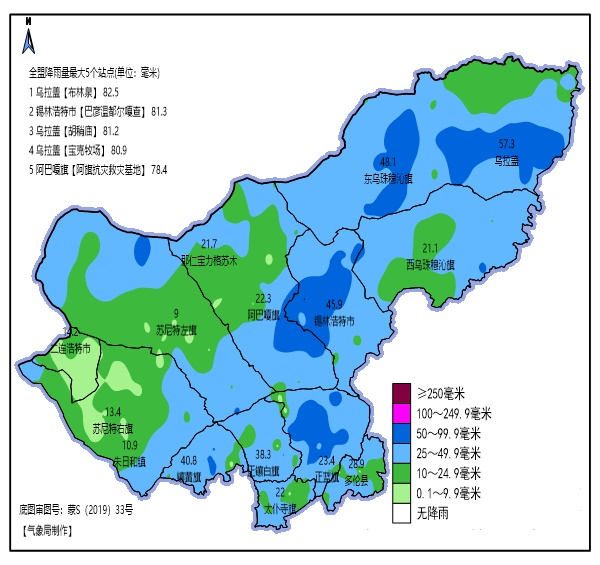 N
全盟降雨量最大5个站点(单位: 毫米)
1 乌拉盖【布林泉】82.5
2 锡林浩特市【巴彦温都尔嘎查】81.3
3 乌拉盖【胡稍庙】81.2
4 乌拉盖【宝秃牧场】80.9
5 阿巴嘎旗【阿旗抗灾救灾基地】78.4
57.3
乌拉盖
48.1
东乌珠穆沁旗
21.1
西乌珠穆沁旗
21.7
那仁宝力格苏木
22.3
阿巴嘎旗
45.9
锡林浩特市
9
苏尼特左旗
二连浩特市
13.4
苏尼特右旗
10.9
朱日和镇
40.8
镶黄旗
38.3
正镶白旗
23.4
正蓝旗
28.9
多伦县
22
太仆寺旗
≥250毫米
100～249.9毫米
50～99.9毫米
25～49.9毫米
10～24.9毫米
0.1～9.9毫米
无降雨
底图审图号: 蒙S (2019) 33号
【气象局制作】